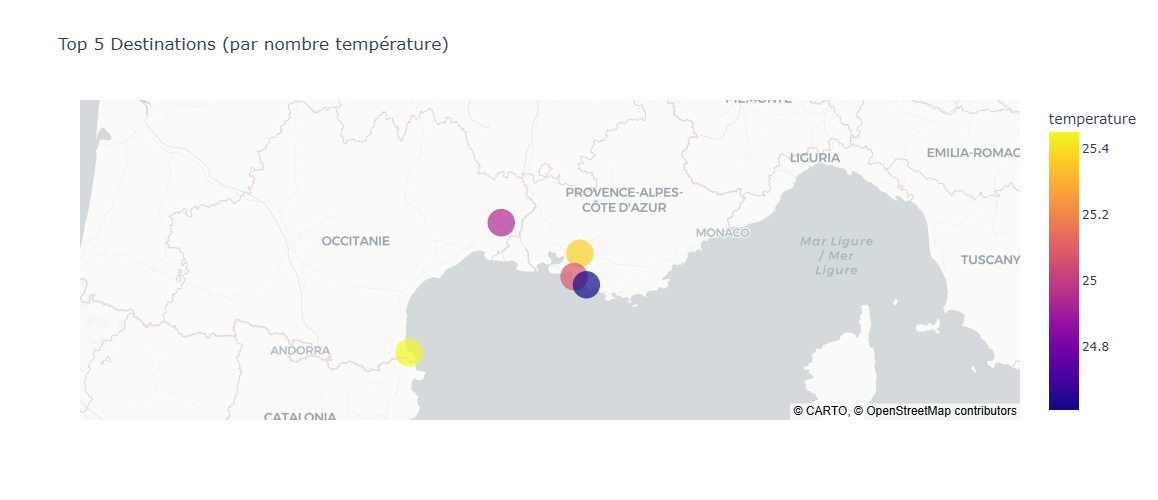 Top 5 Destinations (par nombre température)
PIEMONTE
temperature
25.4
LIGURIA
EMILIA-ROMAG
PROVENCE-ALPES-
CÔTE D'AZUR
25.2
MONACO
OCCITANIE
Mar Ligure
/ Mer
Ligure
TUSCANY
25
ANDORRA
24.8
CATALONIA
© CARTO, © OpenStreetMap contributors